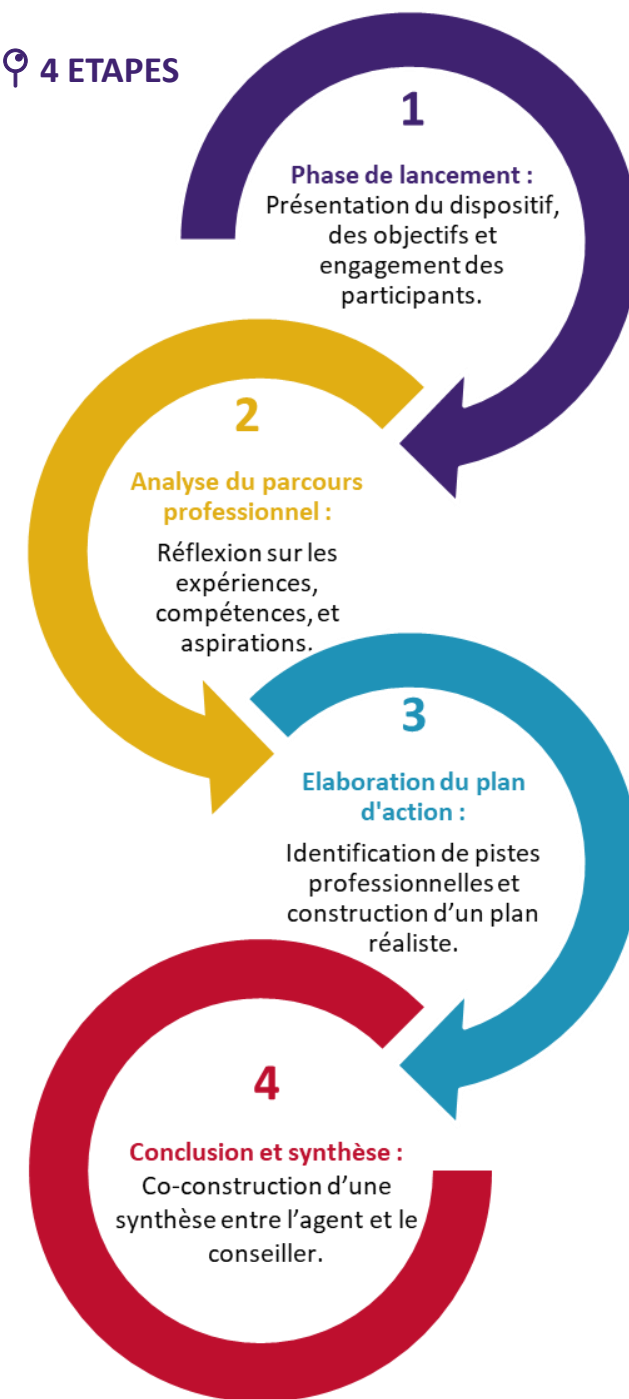 4 ETAPES
1
Phase de lancement :
Présentation du dispositif,
des objectifs et
engagement des
participants.
2
Analyse du parcours
professionnel :
Réflexion sur les
expériences,
compétences, et
aspirations.
3
Elaboration du plan
d'action :
Identification de pistes
professionnelles et
construction d’un plan
réaliste.
4
Conclusion et synthèse :
Co-construction d’une
synthèse entre l’agent et le
conseiller.